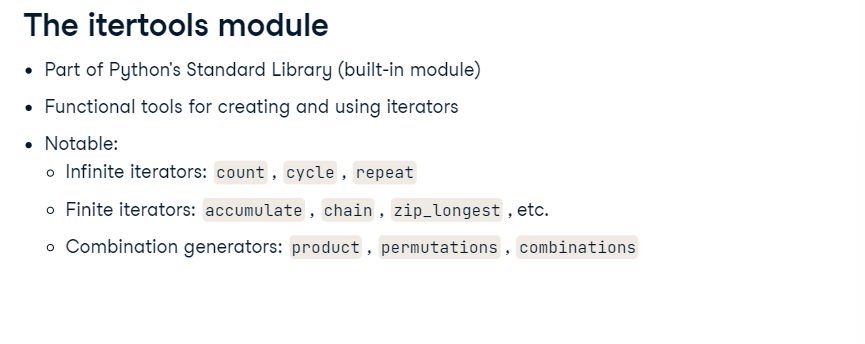 The itertools module
• Part of Python's Standard Library (built-in module)
• Functional tools for creating and using iterators
• Notable:
○ Infinite iterators: count , cycle , repeat
○ Finite iterators: accumulate , chain , zip_longest , etc.
○ Combination generators: product , permutations , combinations